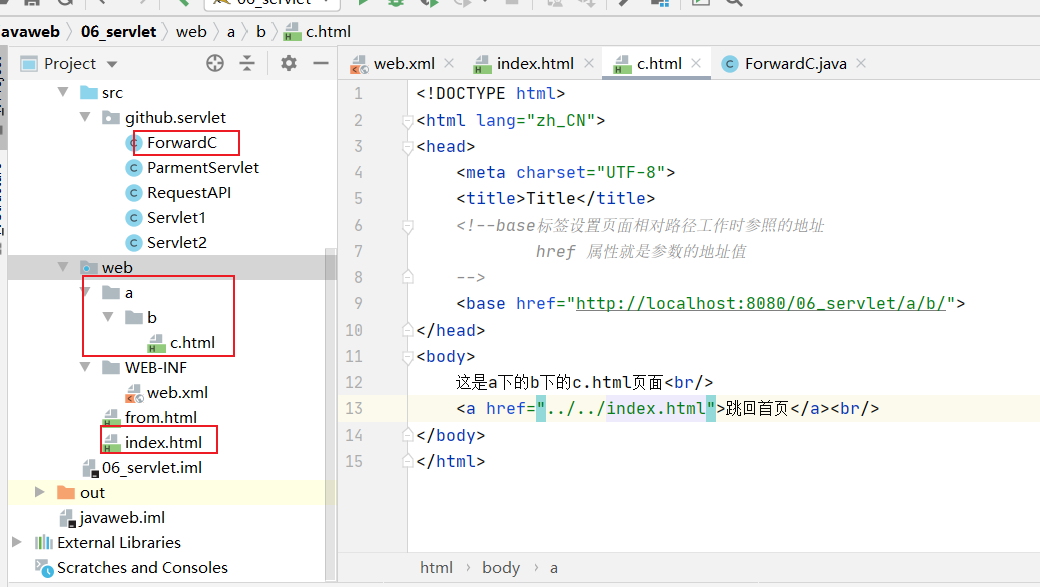 06_servlet
avaweb 06_servlet web a b c.html
Project
src
github.servlet
ForwardC
ParmentServlet
RequestAPI
Servlet1
Servlet2
web
a
b
c.html
WEB-INF
web.xml
from.html
index.html
06_servlet.iml
out
javaweb.iml
External Libraries
Scratches and Consoles
web.xml index.html c.html ForwardC.java
1 <!DOCTYPE html>
2 <html lang="zh_CN">
3 <head>
4 <meta charset="UTF-8">
5 <title>Title</title>
6 <!--base标签设置页面相对路径工作时参照的地址
7 href 属性就是参数的地址值
8 -->
9 <base href="http://localhost:8080/06_servlet/a/b/">
10 </head>
11 <body>
12 这是a下的b下的c.html页面<br/>
13 <a href="../../index.html">跳回首页</a><br/>
14 </body>
15 </html>
html › body › a